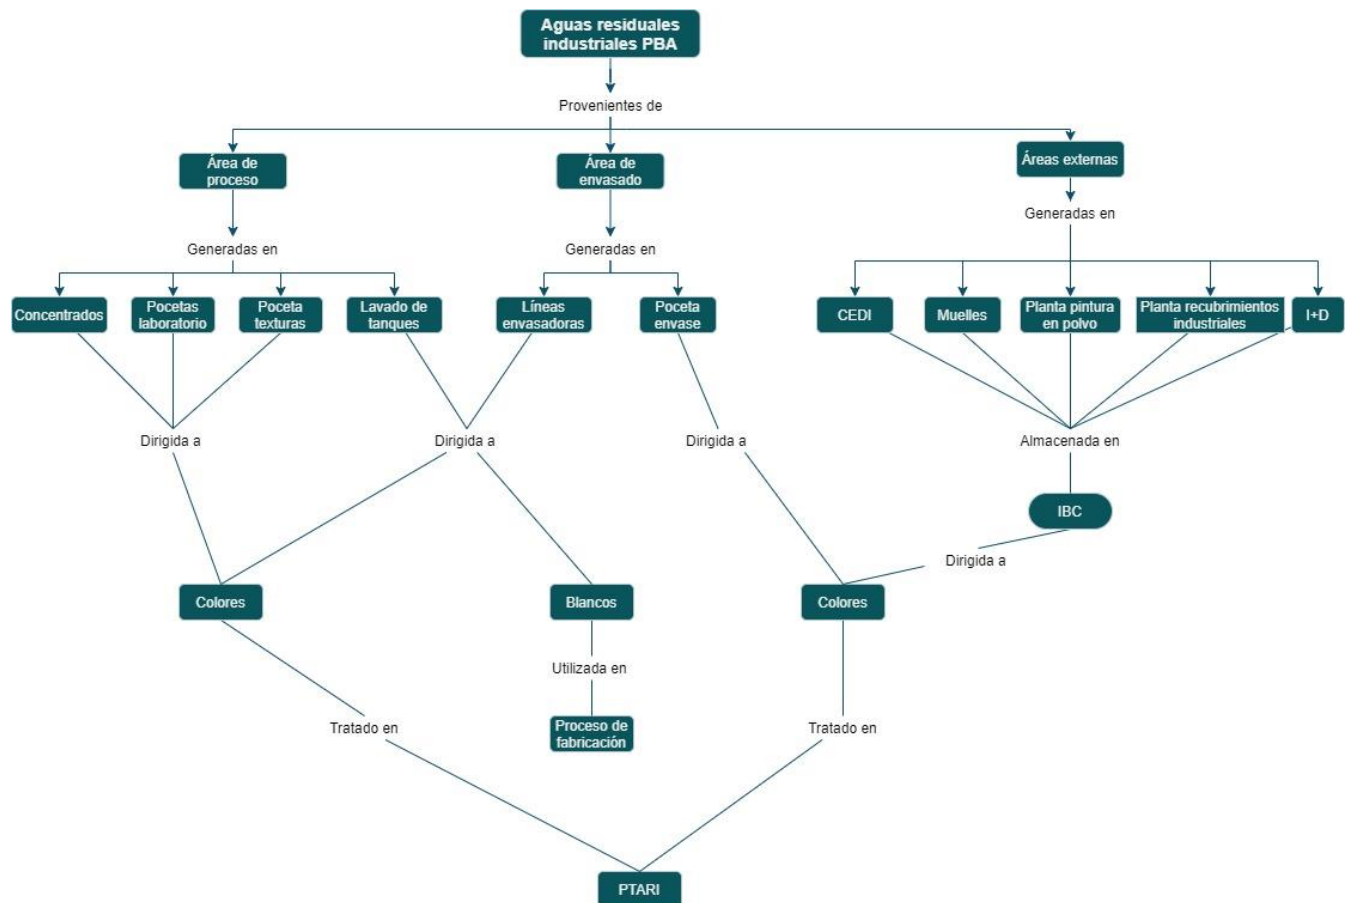 Aguas residuales
industriales PBA
Provenientes de
Área de
proceso
Área de
envasado
Áreas externas
Generadas en
Generadas en
Generadas en
Concentrados
Pocetas
laboratorio
Poceta
texturas
Lavado de
tanques
Líneas
envasadoras
Poceta
envase
CEDI
Muelles
Planta pintura
en polvo
Planta recubrimientos
industriales
I+D
Dirigida a
Dirigida a
Dirigida a
Almacenada en
IBC
Dirigida a
Colores
Blancos
Colores
Utilizada en
Tratado en
Proceso de
fabricación
Tratado en
PTARI